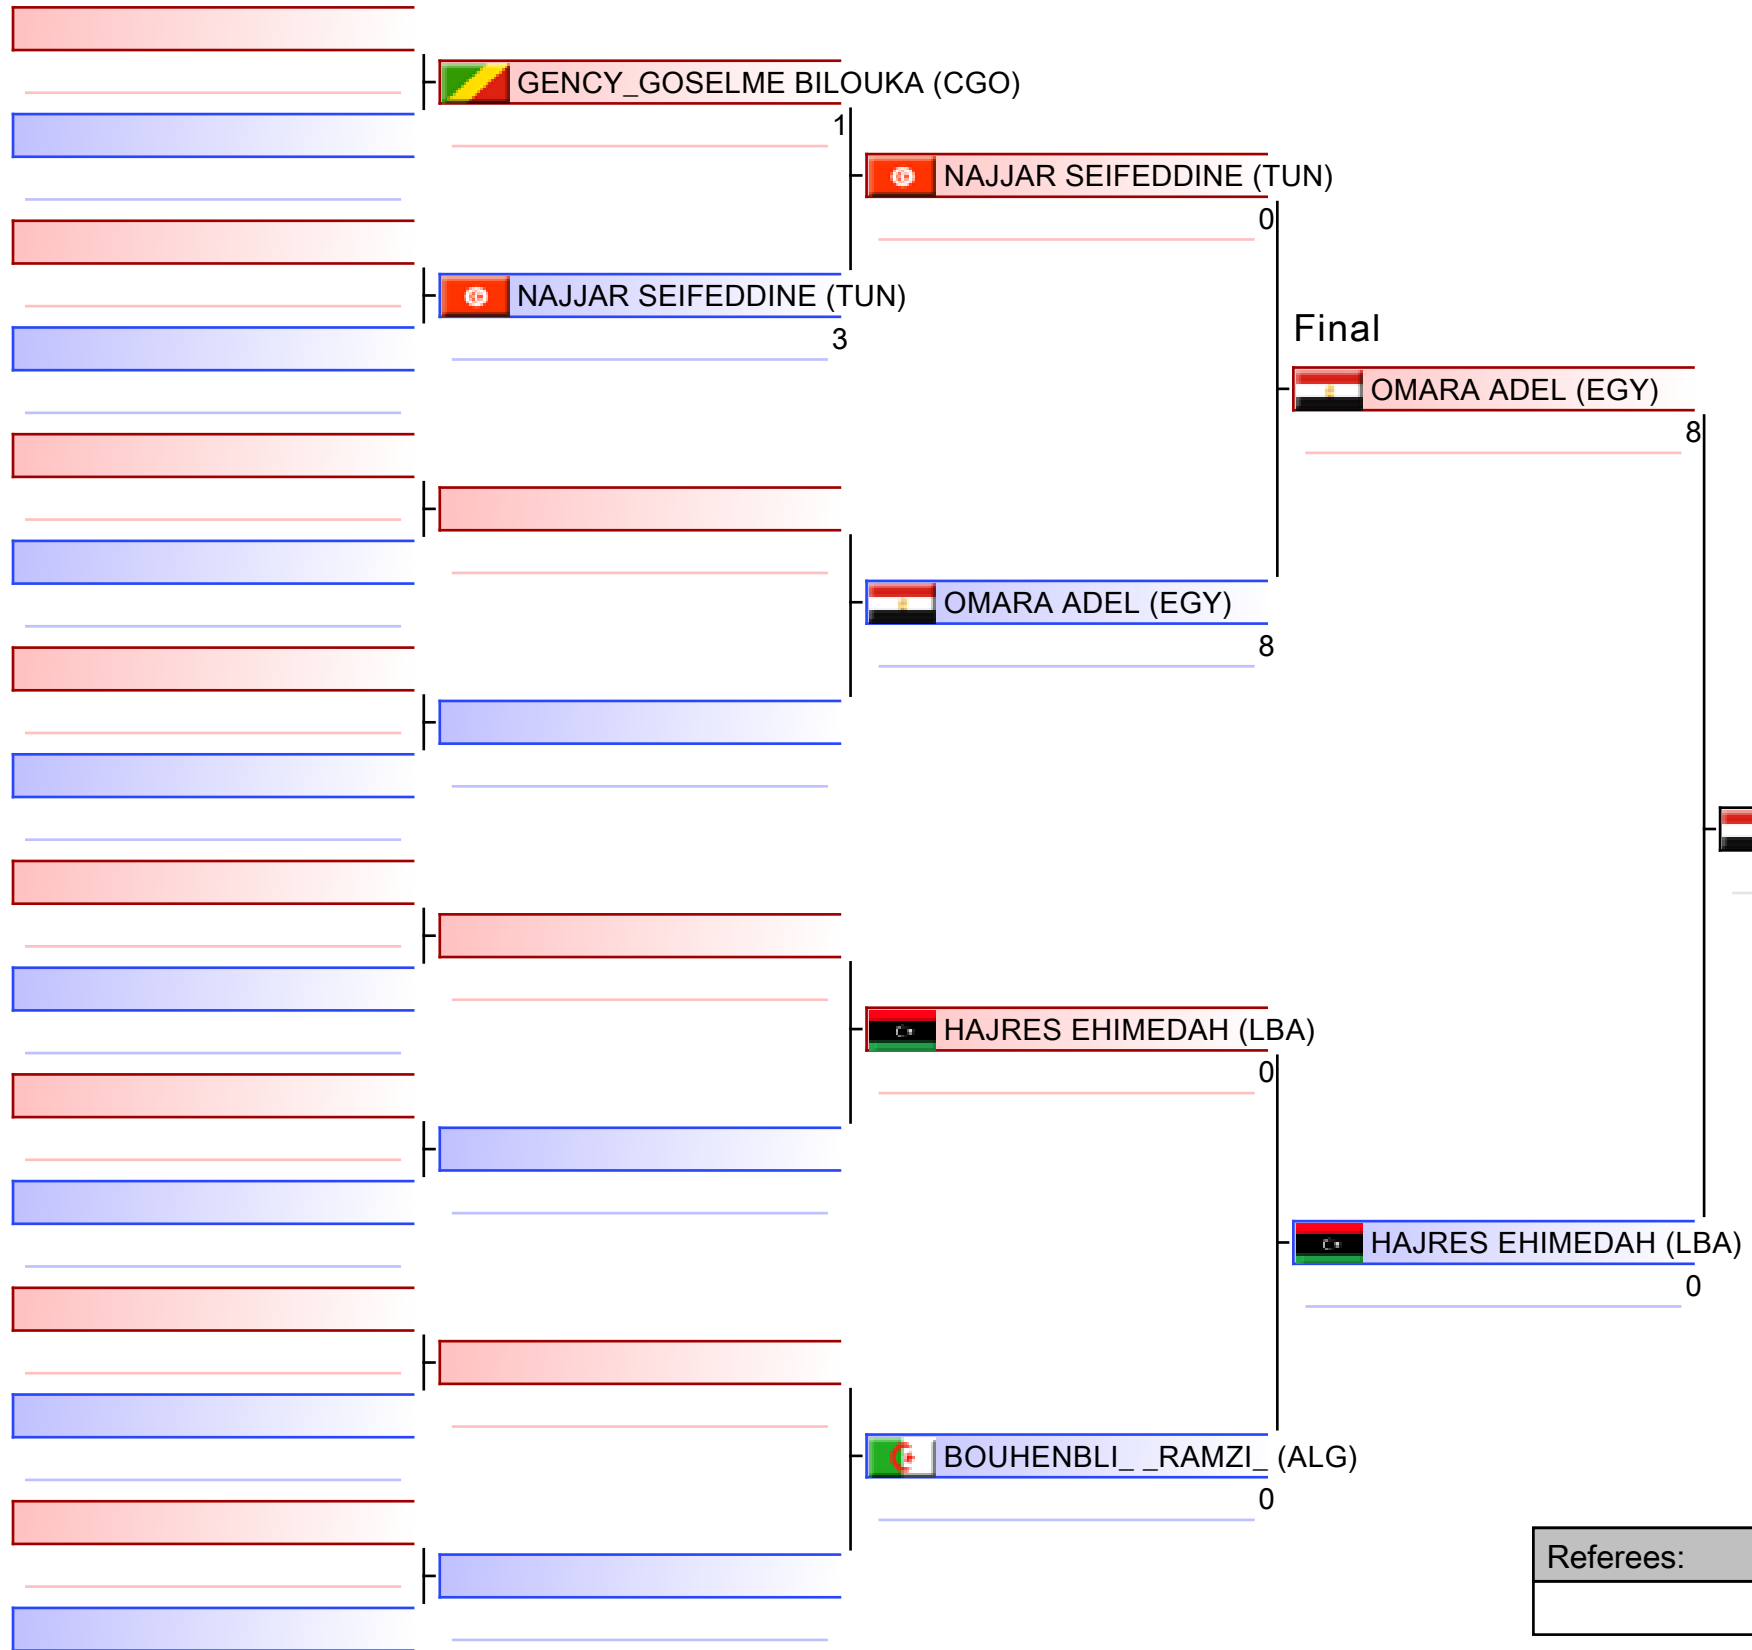 GENCY_GOSELME BILOUKA (CGO)
1
NAJJAR SEIFEDDINE (TUN)
0
NAJJAR SEIFEDDINE (TUN)
3
Final
OMARA ADEL (EGY)
8
OMARA ADEL (EGY)
8
HAJRES EHIMEDAH (LBA)
0
HAJRES EHIMEDAH (LBA)
0
BOUHENBLI_ _RAMZI_ (ALG)
0
Referees: